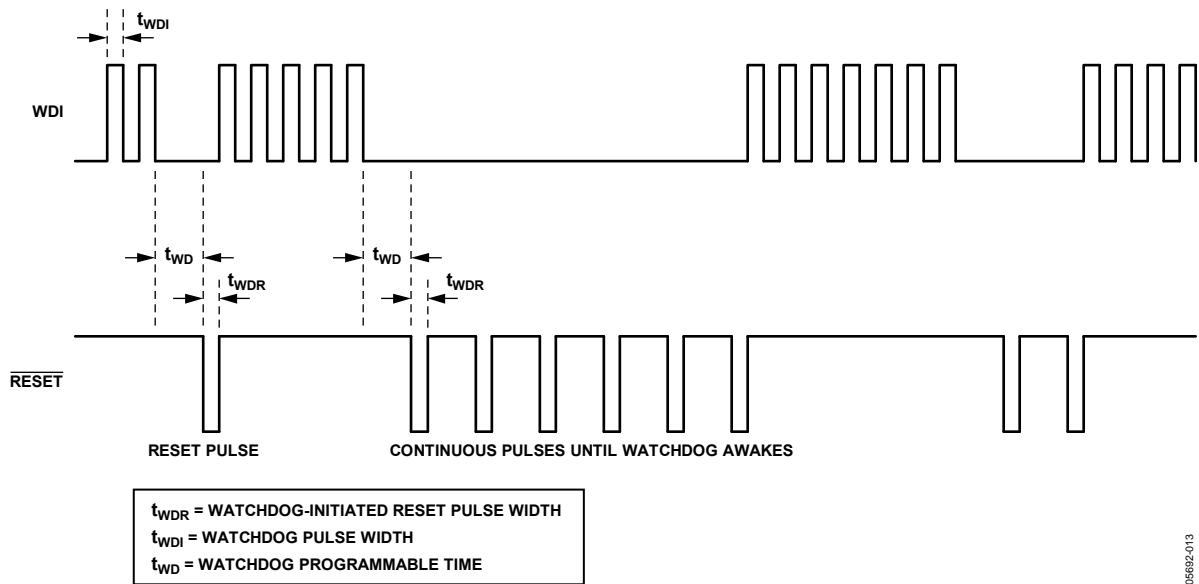 tWDI
WDI
tWD
tWD
tWDR
tWDR
RESET
RESET PULSE
CONTINUOUS PULSES UNTIL WATCHDOG AWAKES
tWDR = WATCHDOG-INITIATED RESET PULSE WIDTH
tWDI = WATCHDOG PULSE WIDTH
tWD = WATCHDOG PROGRAMMABLE TIME
05692-013